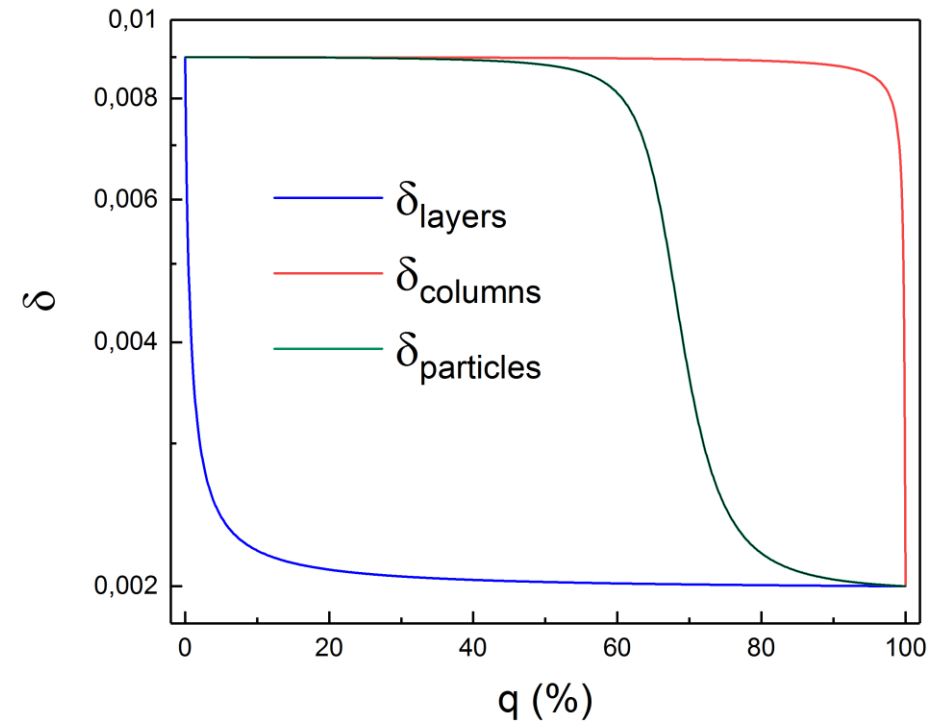 0,01
0,008
0,006
0,004
0,002
δ
δlayers
δcolumns
δparticles
0 20 40 60 80 100
q (%)